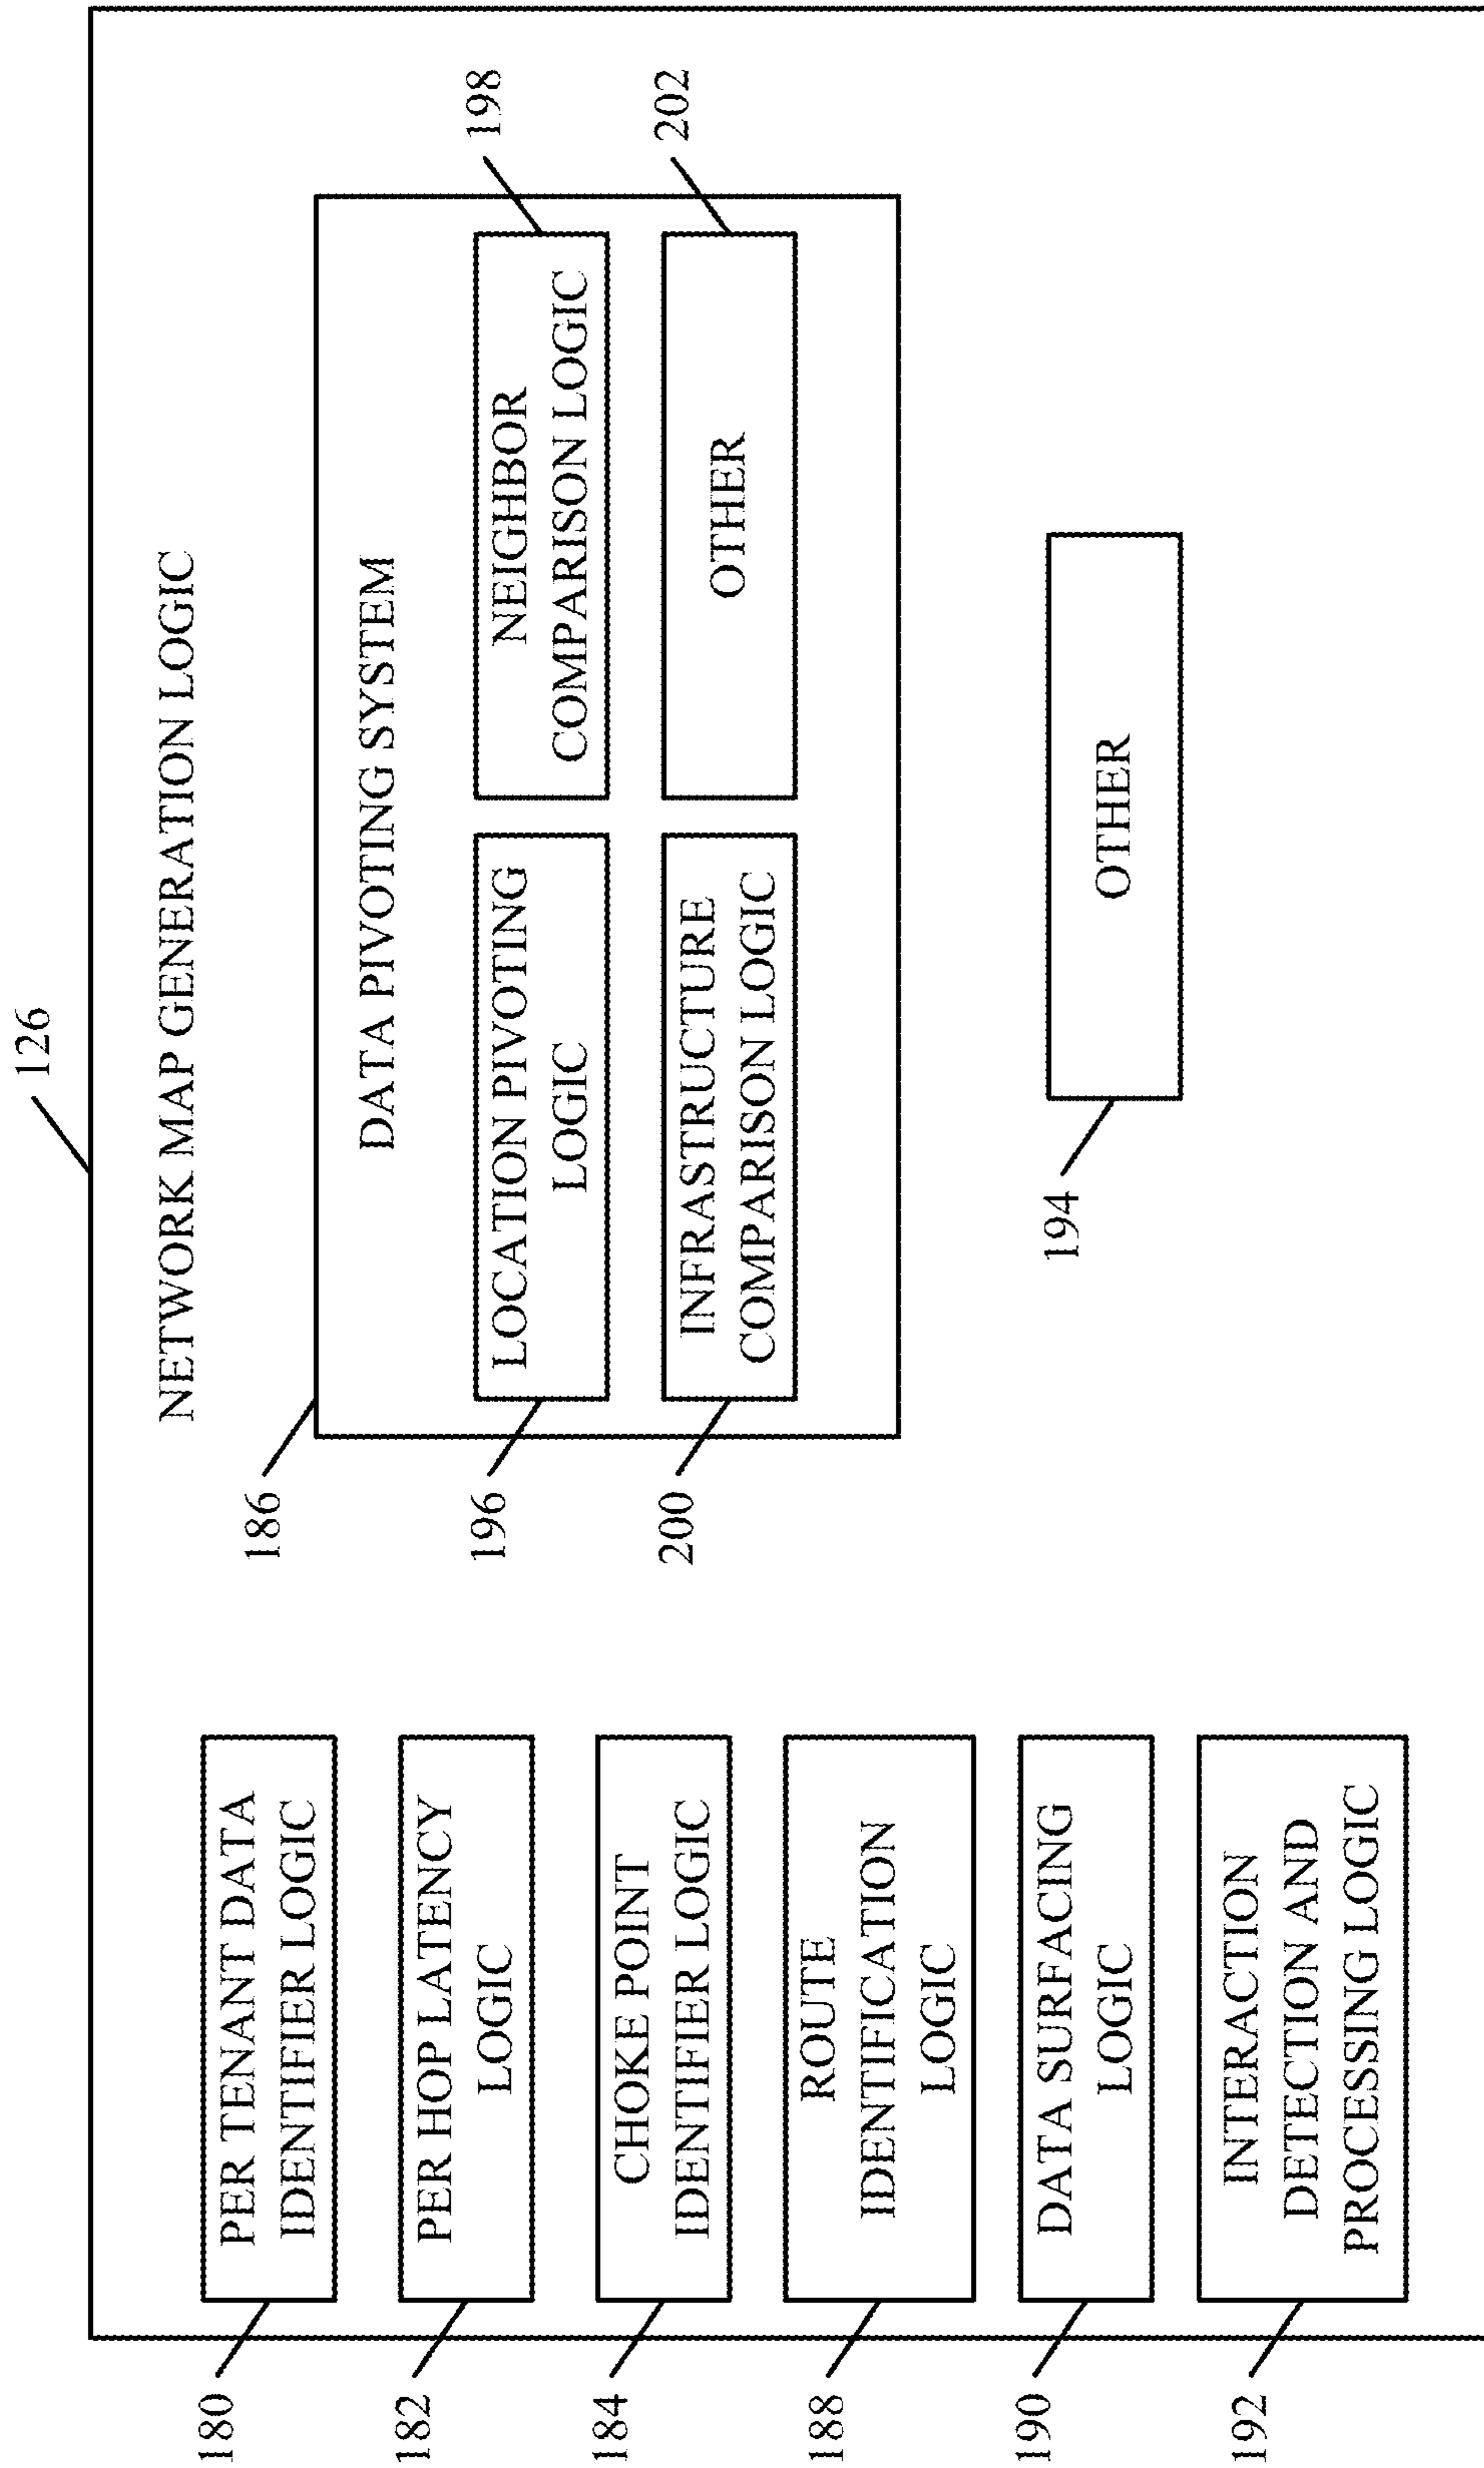 126
NETWORK MAP GENERATION LOGIC
180
PER TENANT DATA
IDENTIFIER LOGIC
182
PER HOP LATENCY
LOGIC
184
CHOKE POINT
IDENTIFIER LOGIC
188
ROUTE
IDENTIFICATION
LOGIC
190
DATA SURFACING
LOGIC
192
INTERACTION
DETECTION AND
PROCESSING LOGIC
186
DATA PIVOTING SYSTEM
196
LOCATION PIVOTING
LOGIC
198
NEIGHBOR
COMPARISON LOGIC
200
INFRASTRUCTURE
COMPARISON LOGIC
202
OTHER
194
OTHER